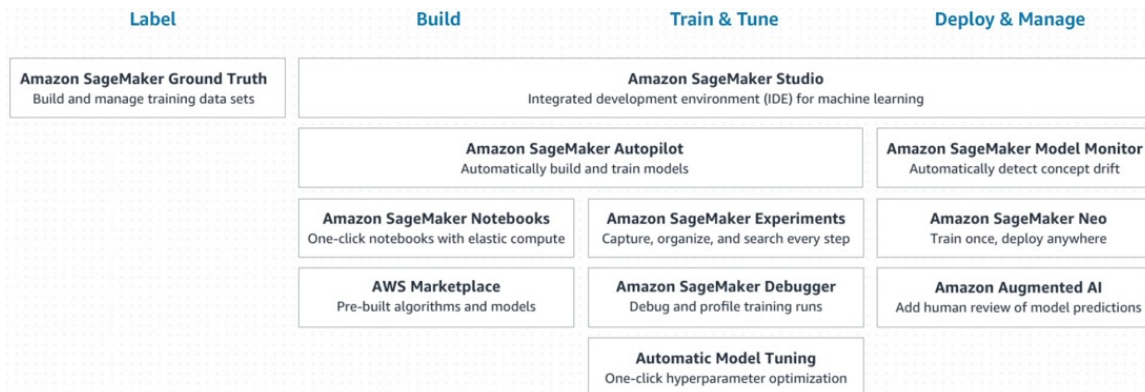 Label
Build
Train & Tune
Deploy & Manage
Amazon SageMaker Ground Truth
Build and manage training data sets
Amazon SageMaker Studio
Integrated development environment (IDE) for machine learning
Amazon SageMaker Autopilot
Automatically build and train models
Amazon SageMaker Model Monitor
Automatically detect concept drift
Amazon SageMaker Notebooks
One-click notebooks with elastic compute
Amazon SageMaker Experiments
Capture, organize, and search every step
Amazon SageMaker Neo
Train once, deploy anywhere
AWS Marketplace
Pre-built algorithms and models
Amazon SageMaker Debugger
Debug and profile training runs
Amazon Augmented AI
Add human review of model predictions
Automatic Model Tuning
One-click hyperparameter optimization